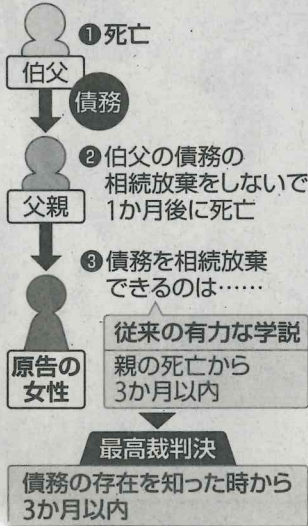 ❶死亡
伯父
債務
❷伯父の債務の
相続放棄をしないで
1か月後に死亡
父親
❸債務を相続放棄
できるのは……
原告の
女性
従来の有力な学説
親の死亡から
3か月以内
最高裁判決
債務の存在を知った時から
3か月以内